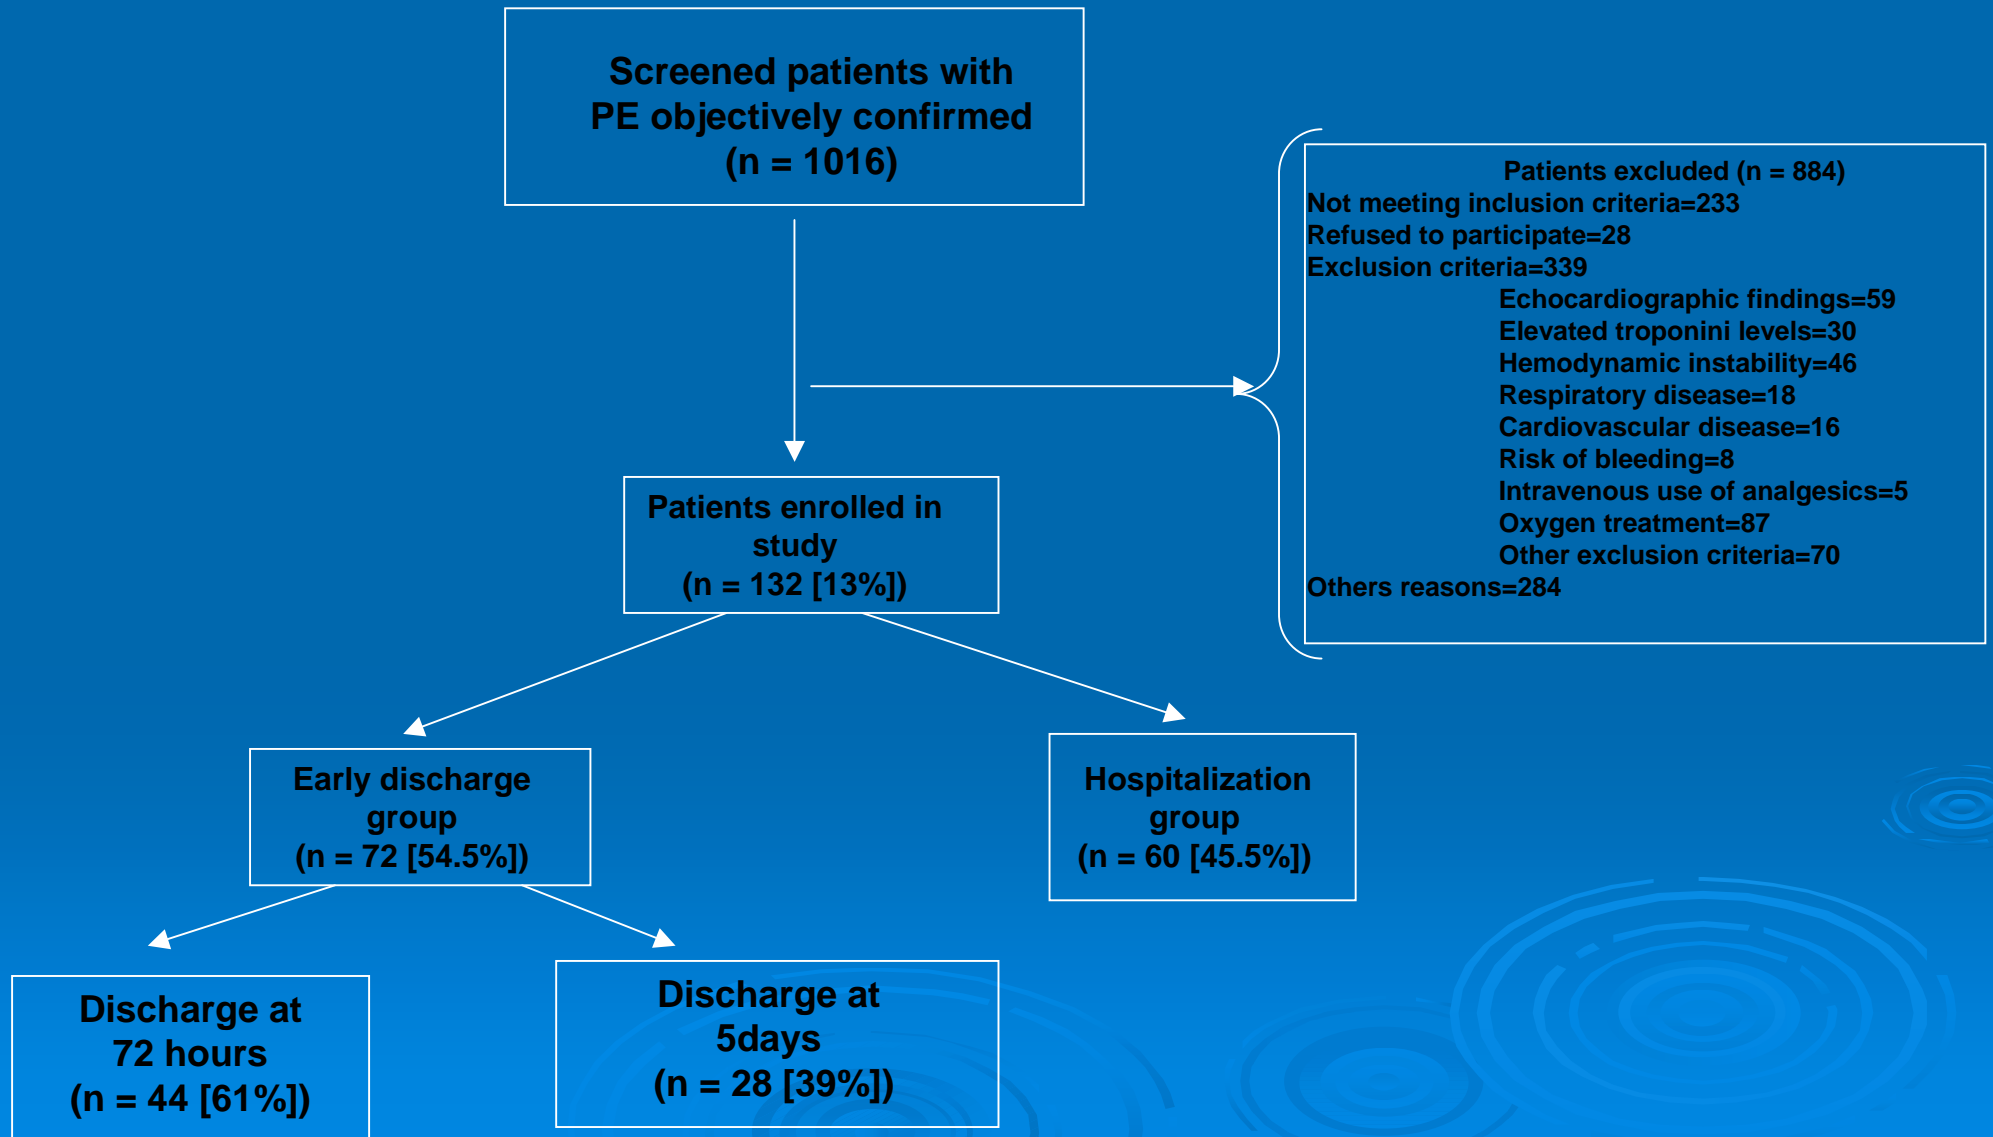 Screened patients with
PE objectively confirmed
(n = 1016)
Patients excluded (n = 884)
Not meeting inclusion criteria=233
Refused to participate=28
Exclusion criteria=339
Echocardiographic findings=59
Elevated troponini levels=30
Hemodynamic instability=46
Respiratory disease=18
Cardiovascular disease=16
Risk of bleeding=8
Intravenous use of analgesics=5
Oxygen treatment=87
Other exclusion criteria=70
Others reasons=284
Patients enrolled in
study
(n = 132 [13%])
Early discharge
group
(n = 72 [54.5%])
Hospitalization
group
(n = 60 [45.5%])
Discharge at
72 hours
(n = 44 [61%])
Discharge at
5days
(n = 28 [39%])